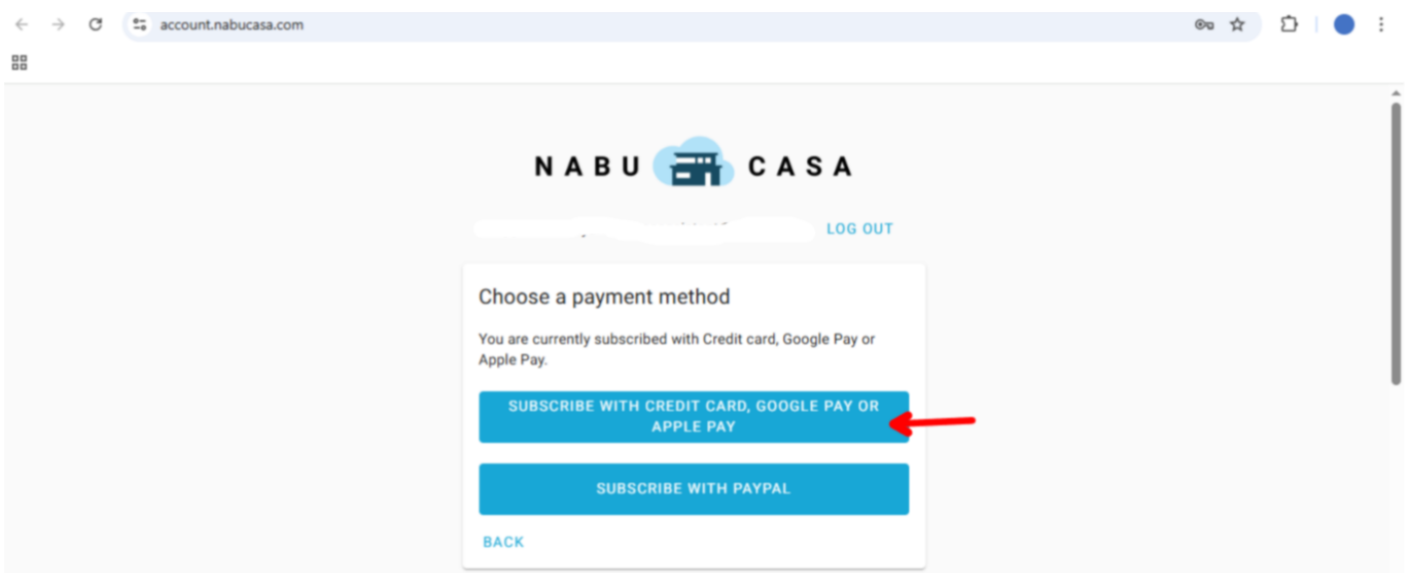 account.nabucasa.com
NABU CASA
LOG OUT
Choose a payment method
You are currently subscribed with Credit card, Google Pay or
Apple Pay.
SUBSCRIBE WITH CREDIT CARD, GOOGLE PAY OR
APPLE PAY
SUBSCRIBE WITH PAYPAL
BACK